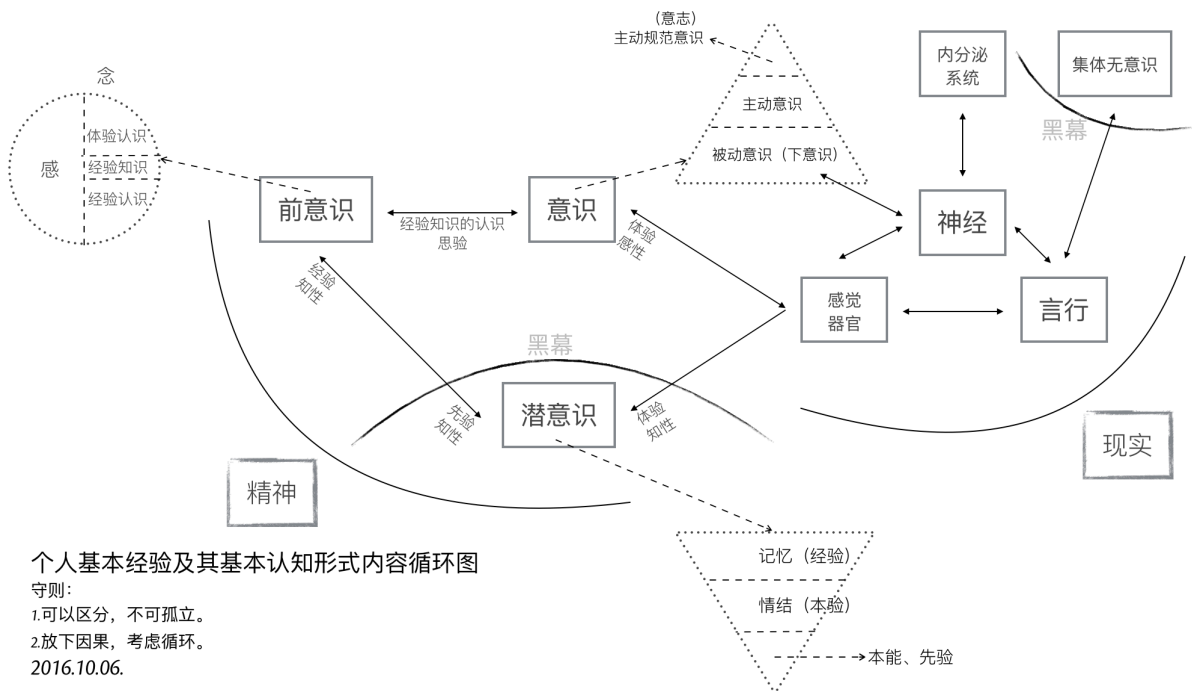 （意志）
主动规范意识
内分泌
系统
集体无意识
念
主动意识
黑幕
体验认识
感
经验知识
经验认识
被动意识（下意识）
前意识
意识
神经
经验知识的认识
思验
体验
感性
经验
知性
感觉
器官
言行
黑幕
先验
知性
潜意识
体验
知性
现实
精神
个人基本经验及其基本认知形式内容循环图
守则：
1.可以区分，不可孤立。
2.放下因果，考虑循环。
2016.10.06.
记忆（经验）
情结（本验）
本能、先验